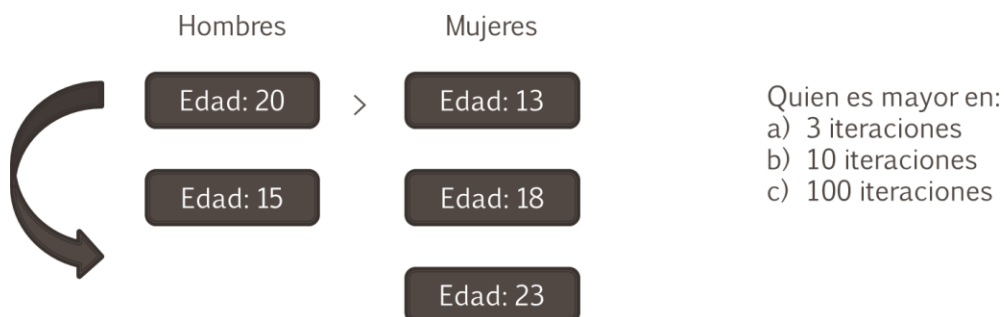 Hombres
Mujeres
Edad: 20
>
Edad: 13
Edad: 15
Edad: 18
Edad: 23
Quien es mayor en:
a) 3 iteraciones
b) 10 iteraciones
c) 100 iteraciones